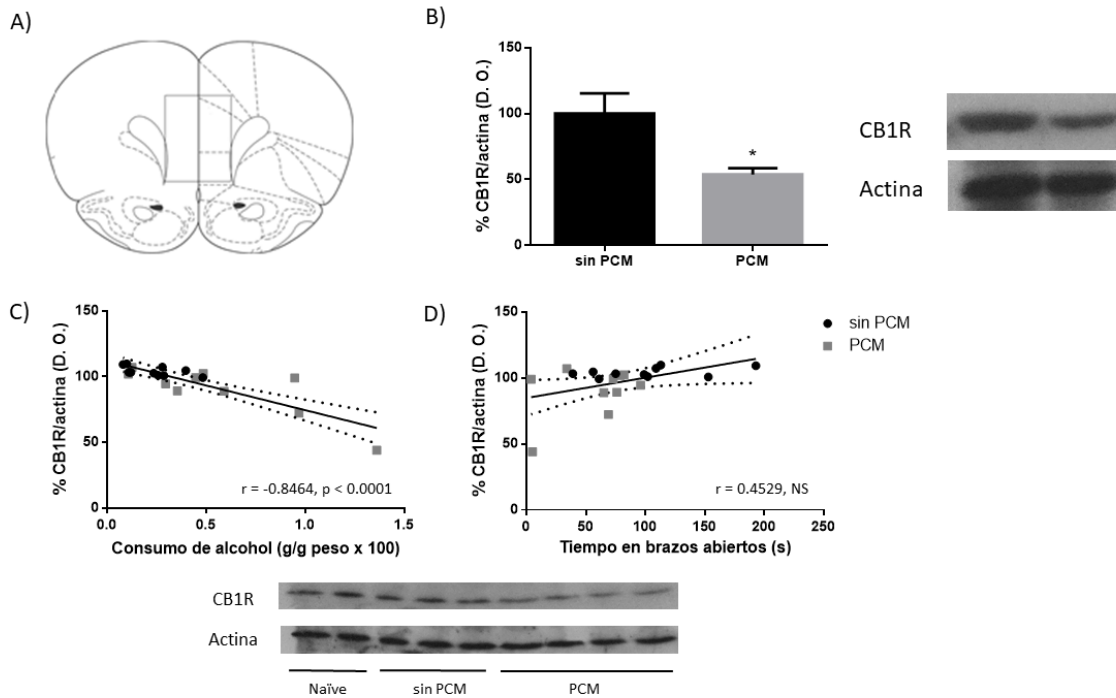 A)
B)
% CB1R/actina (D. O.)
150
100
50
0
*
sin PCM
PCM
CB1R
Actina
C)
% CB1R/actina (D. O.)
150
100
50
0
r = -0.8464, p < 0.0001
0.0
0.5
1.0
1.5
Consumo de alcohol (g/g peso x 100)
D)
% CB1R/actina (D. O.)
150
100
50
0
r = 0.4529, NS
0
50
100
150
200
250
Tiempo en brazos abiertos (s)
sin PCM
PCM
CB1R
Actina
Naïve
sin PCM
PCM